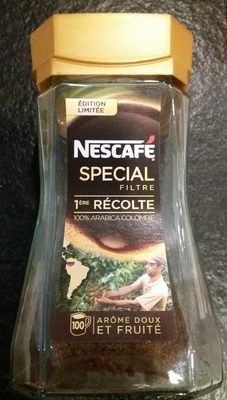 ÉDITION
LIMITÉE
NESCAFÉ
SPECIAL
FILTRE
1ÈRE RÉCOLTE
100% ARABICA COLOMBIE
100
ARÔME DOUX
ET FRUITÉ